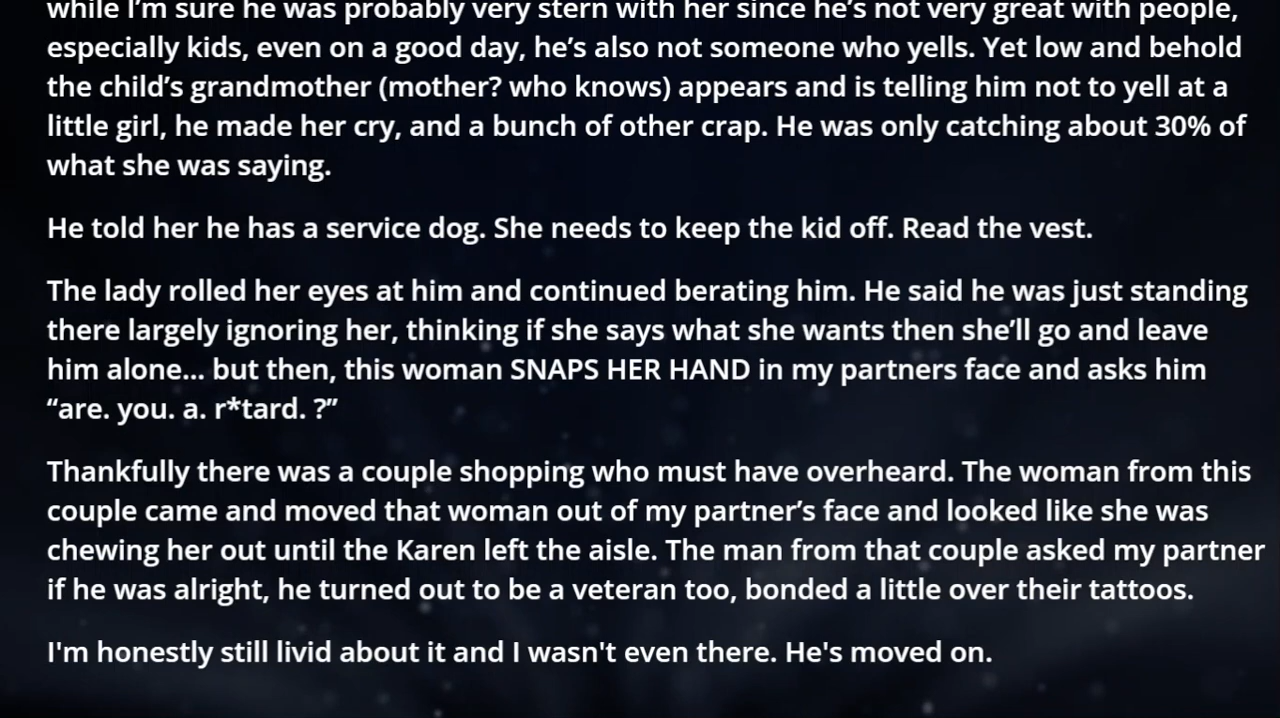 while I’m sure he was probably very stern with her since he’s not very great with people,
especially kids, even on a good day, he’s also not someone who yells. Yet low and behold
the child’s grandmother (mother? who knows) appears and is telling him not to yell at a
little girl, he made her cry, and a bunch of other crap. He was only catching about 30% of
what she was saying.
He told her he has a service dog. She needs to keep the kid off. Read the vest.
The lady rolled her eyes at him and continued berating him. He said he was just standing
there largely ignoring her, thinking if she says what she wants then she’ll go and leave
him alone... but then, this woman SNAPS HER HAND in my partners face and asks him
“are. you. a. r*tard. ?”
Thankfully there was a couple shopping who must have overheard. The woman from this
couple came and moved that woman out of my partner’s face and looked like she was
chewing her out until the Karen left the aisle. The man from that couple asked my partner
if he was alright, he turned out to be a veteran too, bonded a little over their tattoos.
I'm honestly still livid about it and I wasn't even there. He's moved on.